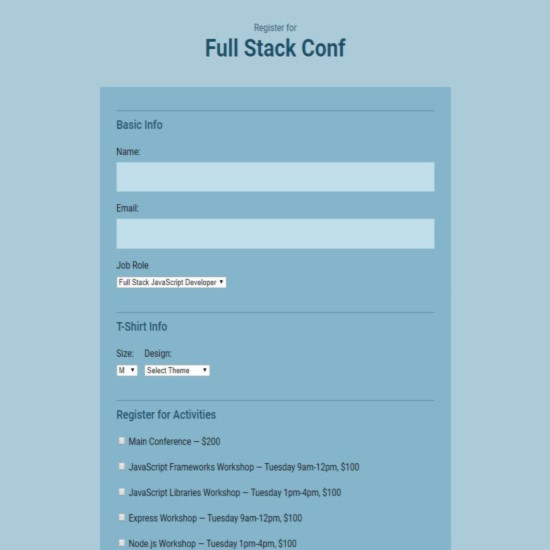 Register for
Full Stack Conf
Basic Info
Name:
Email:
Job Role
Full Stack JavaScript Developer
T-Shirt Info
Size: Design:
M Select Theme
Register for Activities
Main Conference — $200
JavaScript Frameworks Workshop — Tuesday 9am-12pm, $100
JavaScript Libraries Workshop — Tuesday 1pm-4pm, $100
Express Workshop — Tuesday 9am-12pm, $100
Node.js Workshop — Tuesday 1pm-4pm, $100